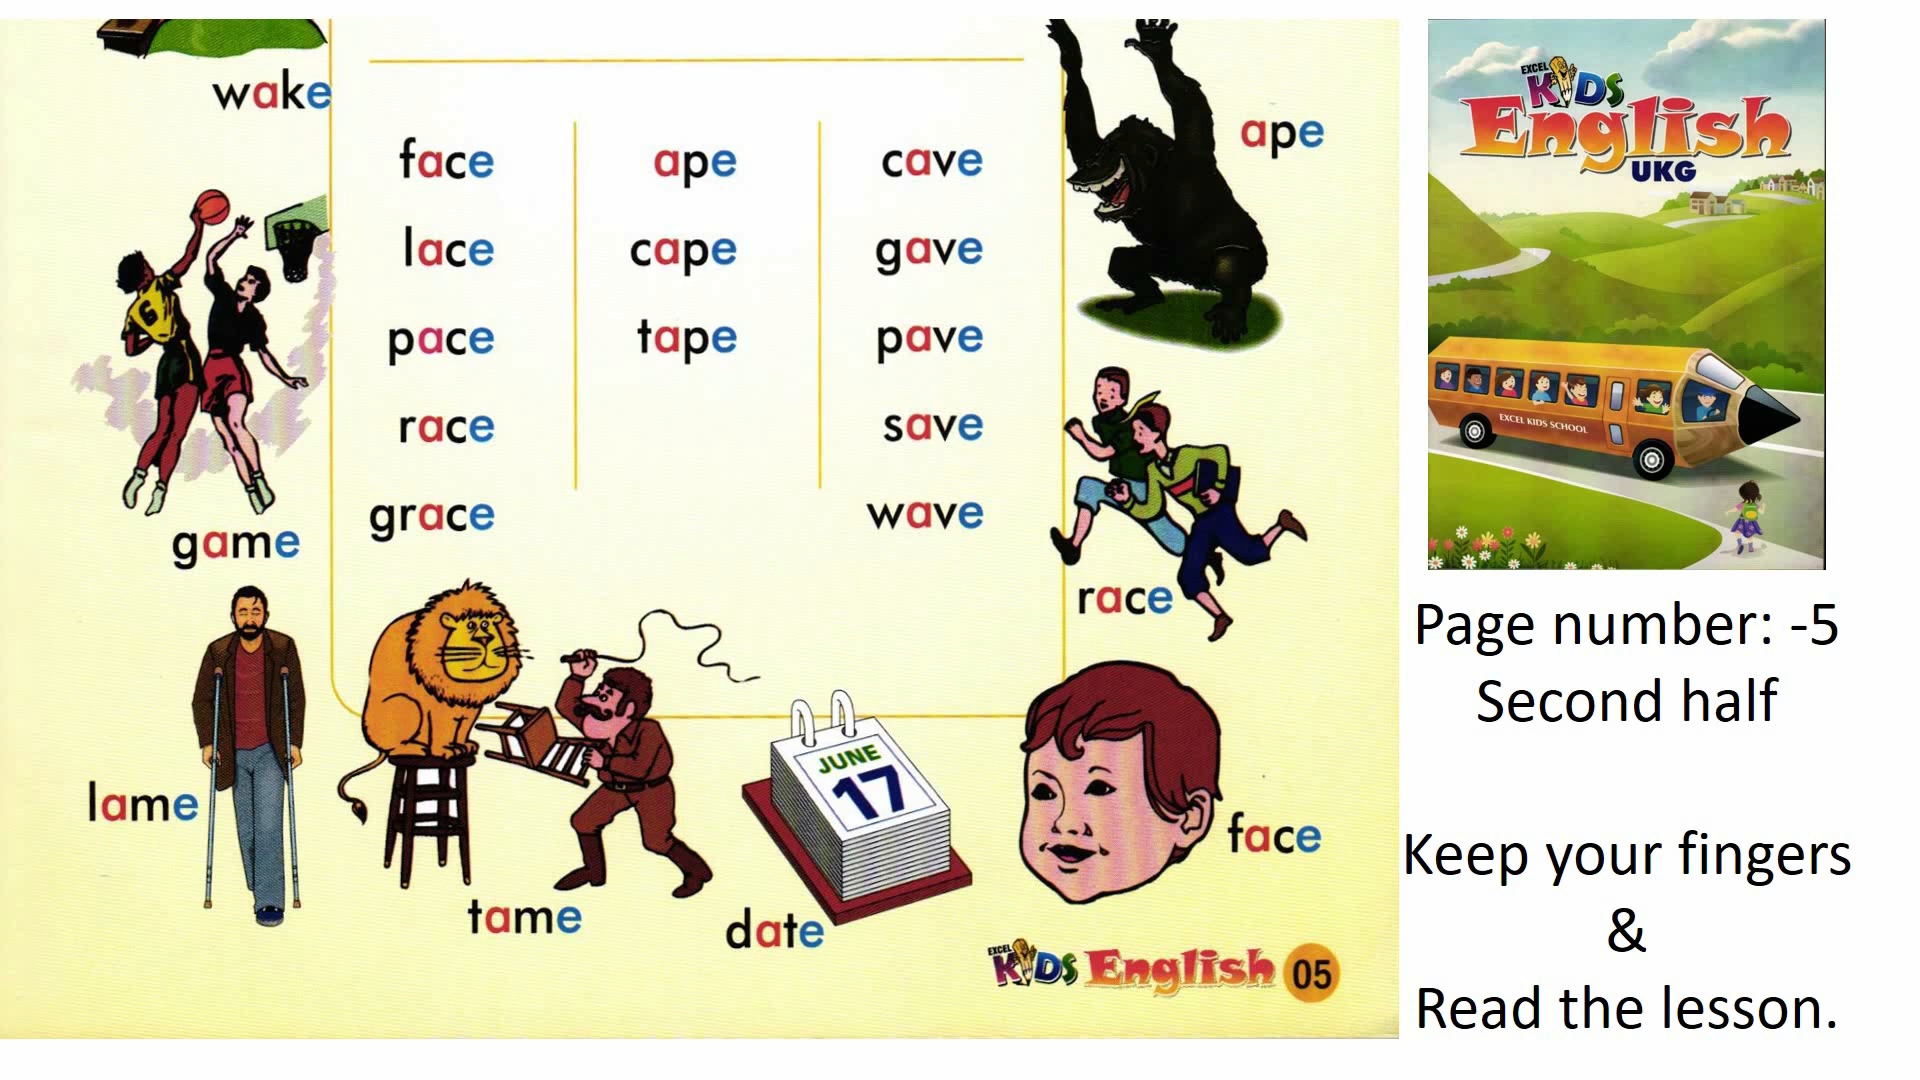 wake
face ape cave
lace cape gave
pace tape pave
race save
grace wave
game
lame
tame
date
JUNE
17
6
ape
race
face
EXCEL
KIDS
English 05
EXCEL
KIDS
English
UKG
EXCEL KIDS SCHOOL
Page number: -5
Second half
Keep your fingers
&
Read the lesson.